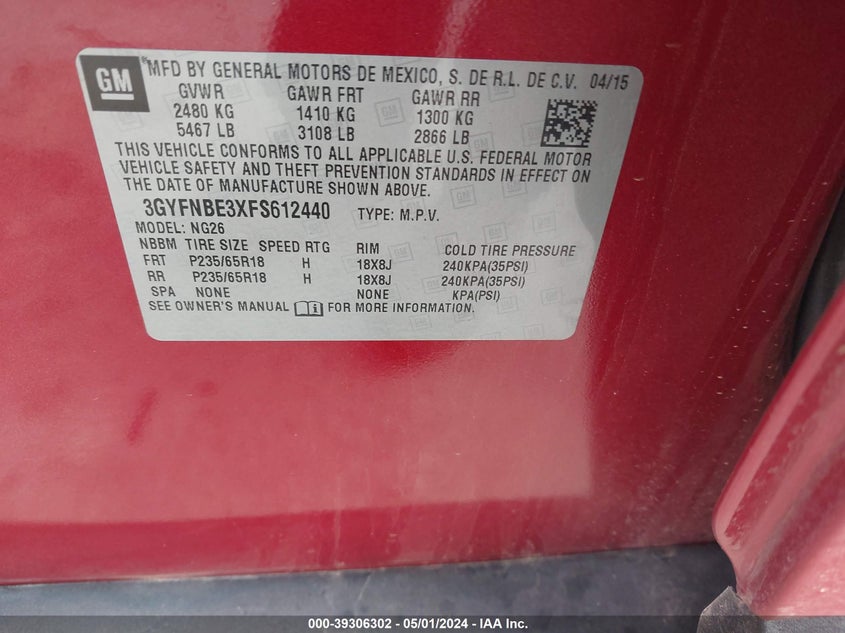 GM
MFD BY GENERAL MOTORS DE MEXICO, S. DE R.L. DE C.V. 04/15
GVWR GAWR FRT GAWR RR
2480 KG 1410 KG 1300 KG
5467 LB 3108 LB 2866 LB
THIS VEHICLE CONFORMS TO ALL APPLICABLE U.S. FEDERAL MOTOR
VEHICLE SAFETY AND THEFT PREVENTION STANDARDS IN EFFECT ON
THE DATE OF MANUFACTURE SHOWN ABOVE.
3GYFNBE3XFS612440 TYPE: M.P.V.
MODEL: NG26
NBBM TIRE SIZE SPEED RTG RIM COLD TIRE PRESSURE
FRT P235/65R18 H 18X8J 240KPA(35PSI)
RR P235/65R18 H 18X8J 240KPA(35PSI)
SPA NONE NONE KPA(PSI)
SEE OWNER'S MANUAL FOR MORE INFORMATION.
000-39306302 - 05/01/2024 - IAA Inc.